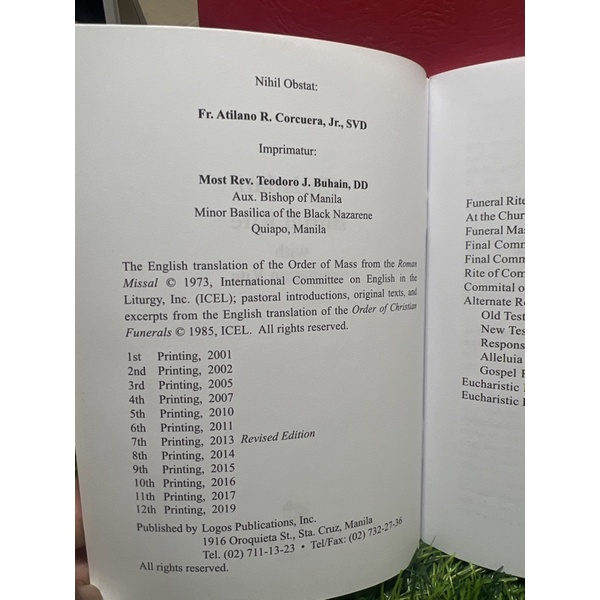 Nihil Obstat:
Fr. Atilano R. Corcuera, Jr., SVD
Imprimatur:
Most Rev. Teodoro J. Buhain, DD
Aux. Bishop of Manila
Minor Basilica of the Black Nazarene
Quiapo, Manila
The English translation of the Order of Mass from the Roman
Missal © 1973, International Committee on English in the
Liturgy, Inc. (ICEL); pastoral introductions, original texts, and
excerpts from the English translation of the Order of Christian
Funerals © 1985, ICEL. All rights reserved.
1st Printing, 2001
2nd Printing, 2002
3rd Printing, 2005
4th Printing, 2007
5th Printing, 2010
6th Printing, 2011
7th Printing, 2013 Revised Edition
8th Printing, 2014
9th Printing, 2015
10th Printing, 2016
11th Printing, 2017
12th Printing, 2019
Published by Logos Publications, Inc.
1916 Oroquieta St., Sta. Cruz, Manila
Tel. (02) 711-13-23 • Tel/Fax: (02) 732-27-36
All rights reserved.
Funeral Rite
At the Chur
Funeral Ma
Final Comm
Final Comm
Rite of Com
Commital o
Alternate Re
Old Test
New Tes
Respons
Alleluia
Gospel
Eucharistic
Eucharistic